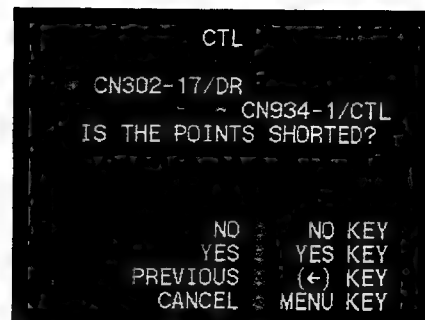 CTL
CN302-17/DR
~ CN934-1/CTL
IS THE POINTS SHORTED?
NO : NO KEY
YES : YES KEY
PREVIOUS : (←) KEY
CANCEL : MENU KEY